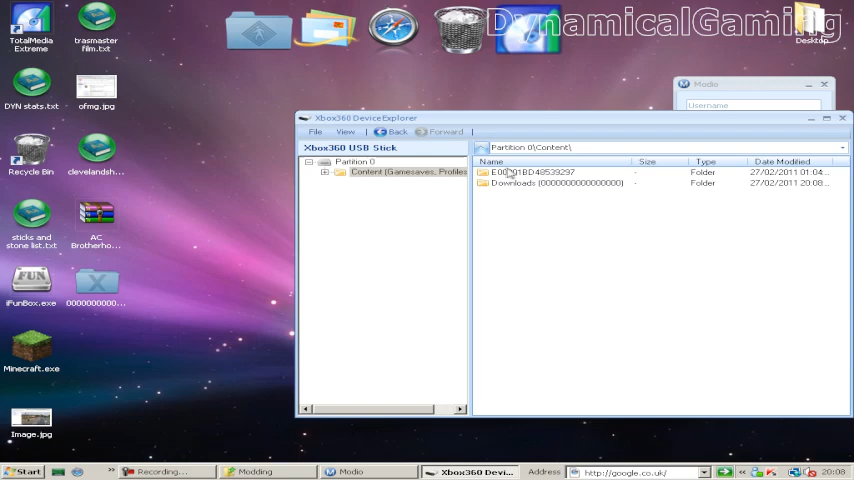 DynamicalGaming
TotalMedia
Extreme
trasmaster
film.txt
Desktop
DYN stats.txt
ofmg.jpg
Modio
Username
Xbox360 DeviceExplorer
File
View
Back
Forward
Xbox360 USB Stick
Partition 0\Content\
Partition 0
Content (Gamesaves, Profiles
Name
Size
Type
Date Modified
Folder
27/02/2011 01:04:...
Downloads (0000000000000000)
-
Folder
27/02/2011 20:08:...
Recycle Bin
clevelandsh...
sticks and
stone list.txt
AC
Brotherho...
FUN
iFunBox.exe
0000000000...
Minecraft.exe
Image.jpg
Start
Recording...
Modding
Modio
Xbox360 Devi...
Address
http://google.co.uk/
20:08